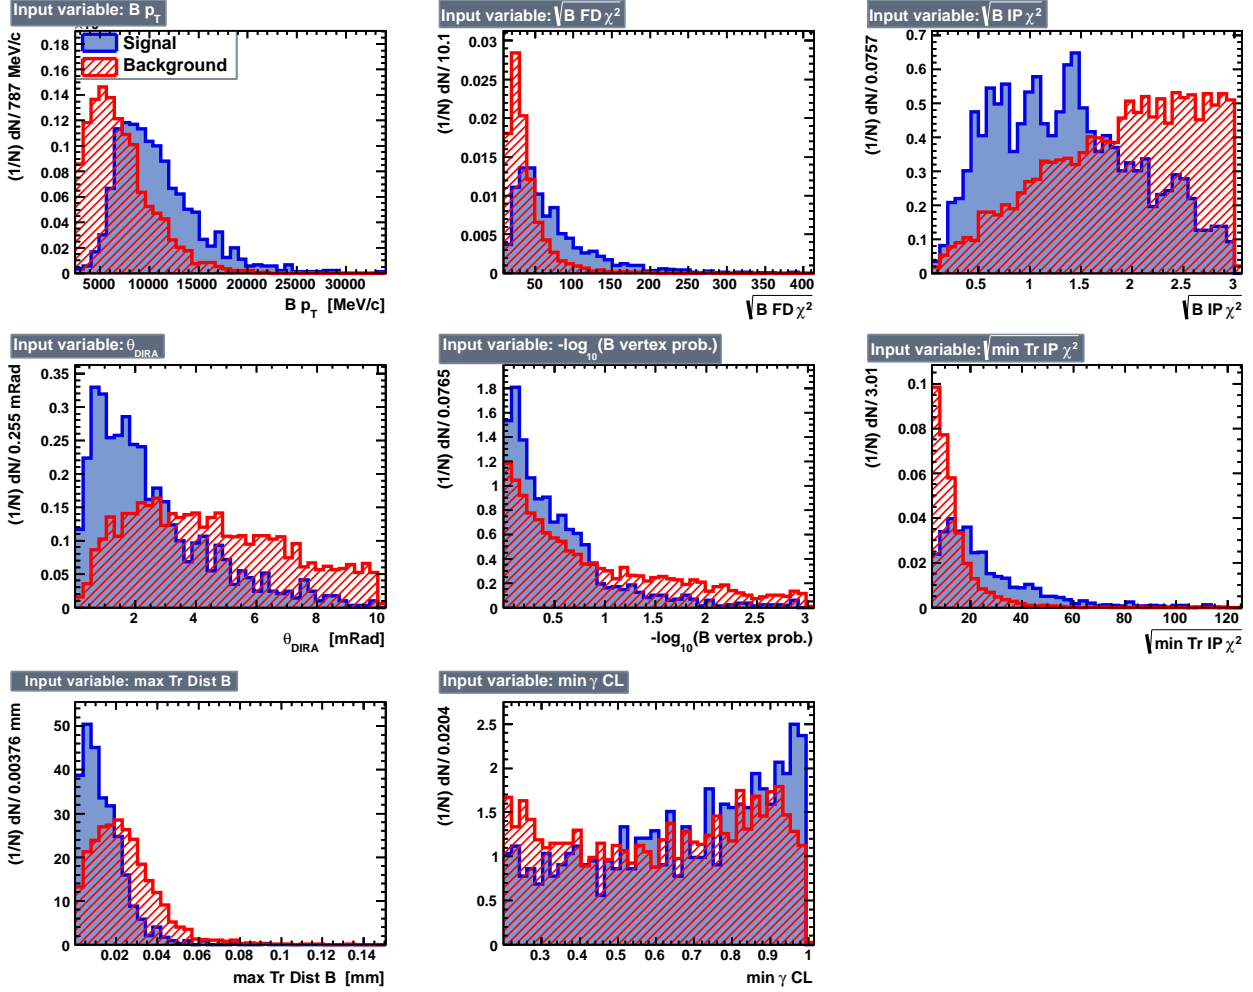 Input variable: B p_T
(1/N) dN/ 787 MeV/c
0.18
0.16
0.14
0.12
0.1
0.08
0.06
0.04
0.02
0
Signal
Background
5000 10000 15000 20000 25000 30000
B p_T [MeV/c]
Input variable: √B FD χ²
(1/N) dN/ 10.1
0.03
0.025
0.02
0.015
0.01
0.005
0
50 100 150 200 250 300 350 400
√B FD χ²
Input variable: √B IP χ²
(1/N) dN/ 0.0757
0.7
0.6
0.5
0.4
0.3
0.2
0.1
0
0.5 1 1.5 2 2.5 3
√B IP χ²
Input variable: θ_DIRA
(1/N) dN/ 0.255 mRad
0.35
0.3
0.25
0.2
0.15
0.1
0.05
0
2 4 6 8 10
θ_DIRA [mRad]
Input variable: -log₁₀(B vertex prob.)
(1/N) dN/ 0.0765
1.8
1.6
1.4
1.2
1
0.8
0.6
0.4
0.2
0
0.5 1 1.5 2 2.5 3
-log₁₀(B vertex prob.)
Input variable: √min Tr IP χ²
(1/N) dN/ 3.01
0.1
0.08
0.06
0.04
0.02
0
20 40 60 80 100 120
√min Tr IP χ²
Input variable: max Tr Dist B
(1/N) dN/ 0.00376 mm
50
40
30
20
10
0
0.02 0.04 0.06 0.08 0.1 0.12 0.14
max Tr Dist B [mm]
Input variable: min γ CL
(1/N) dN/ 0.0204
2.5
2
1.5
1
0.5
0
0.3 0.4 0.5 0.6 0.7 0.8 0.9 1
min γ CL